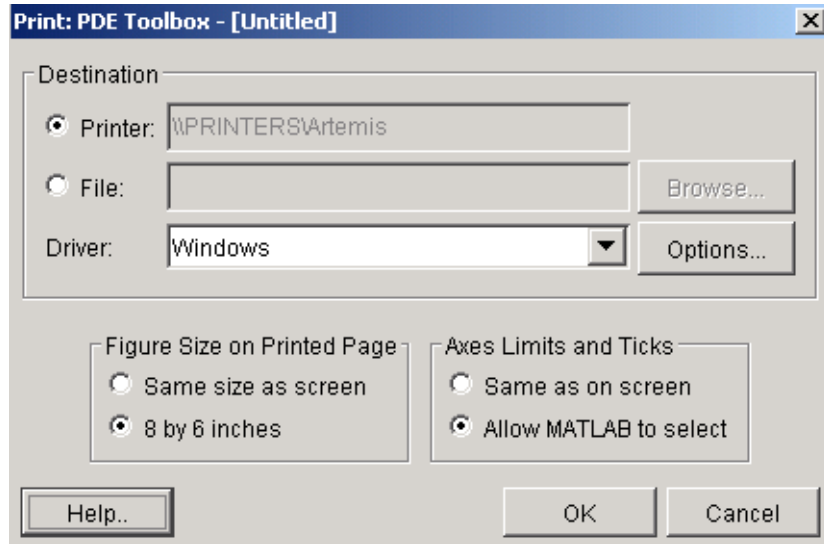 Print: PDE Toolbox - [Untitled]
Destination
Printer: \\PRINTERS\Artemis
File: Browse...
Driver: Windows Options...
Figure Size on Printed Page Axes Limits and Ticks
Same size as screen Same as on screen
8 by 6 inches Allow MATLAB to select
Help.. OK Cancel